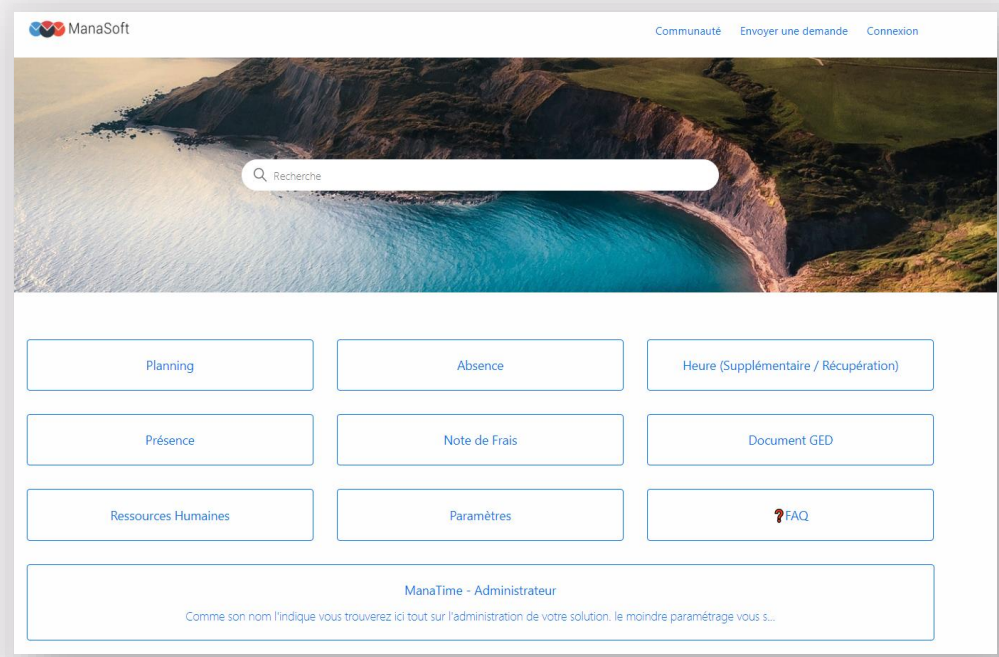 ManaSoft
Communauté Envoyer une demande Connexion
Recherche
Planning
Absence
Heure (Supplémentaire / Récupération)
Présence
Note de Frais
Document GED
Ressources Humaines
Paramètres
❓FAQ
ManaTime - Administrateur
Comme son nom l'indique vous trouverez ici tout sur l'administration de votre solution. le moindre paramétrage vous s...